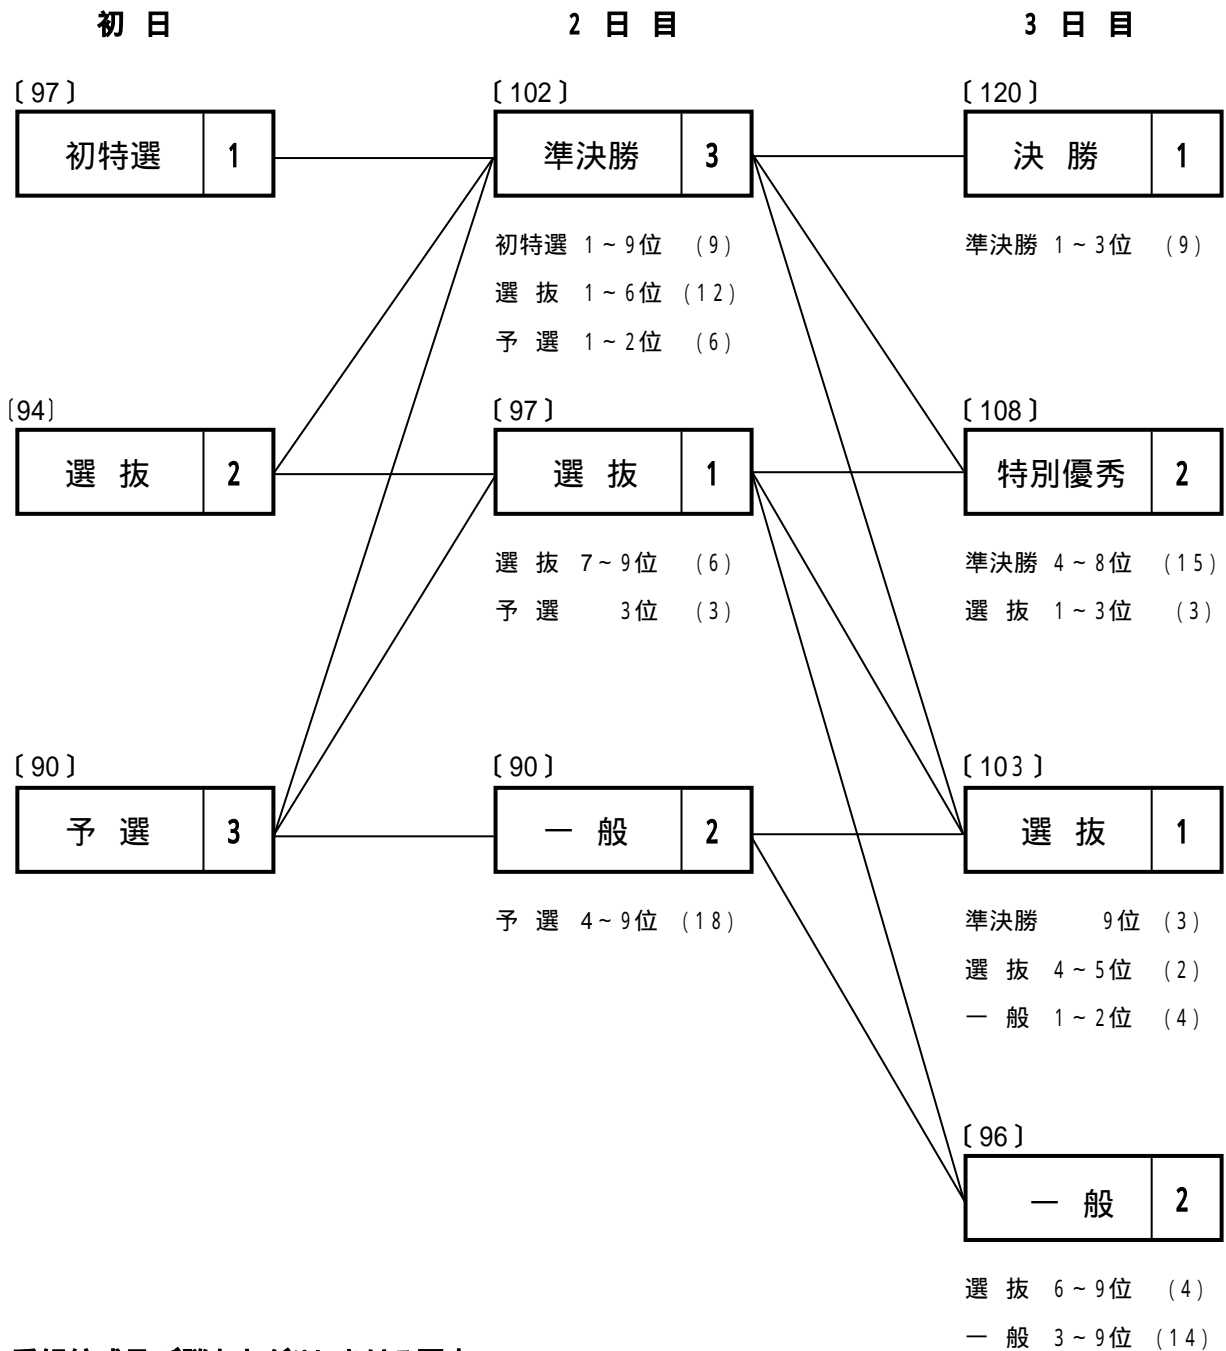 初 日 2 日 目 3 日 目
〔 97 〕 〔 102 〕 〔 120 〕
初特選 1 準決勝 3 決 勝 1
初特選 1 ~ 9位 (9) 準決勝 1 ~ 3位 (9)
選 抜 1 ~ 6位 (12)
予 選 1 ~ 2位 (6)
〔94〕 〔 97 〕 〔 108 〕
選 抜 2 選 抜 1 特別優秀 2
選 抜 7 ~ 9位 (6) 準決勝 4 ~ 8位 (15)
予 選 3位 (3) 選 抜 1 ~ 3位 (3)
〔 90 〕 〔 90 〕 〔 103 〕
予 選 3 一 般 2 選 抜 1
予 選 4 ~ 9位 (18) 準決勝 9位 (3)
選 抜 4 ~ 5位 (2)
一 般 1 ~ 2位 (4)
〔 96 〕
一 般 2
選 抜 6 ~ 9位 (4)
一 般 3 ~ 9位 (14)